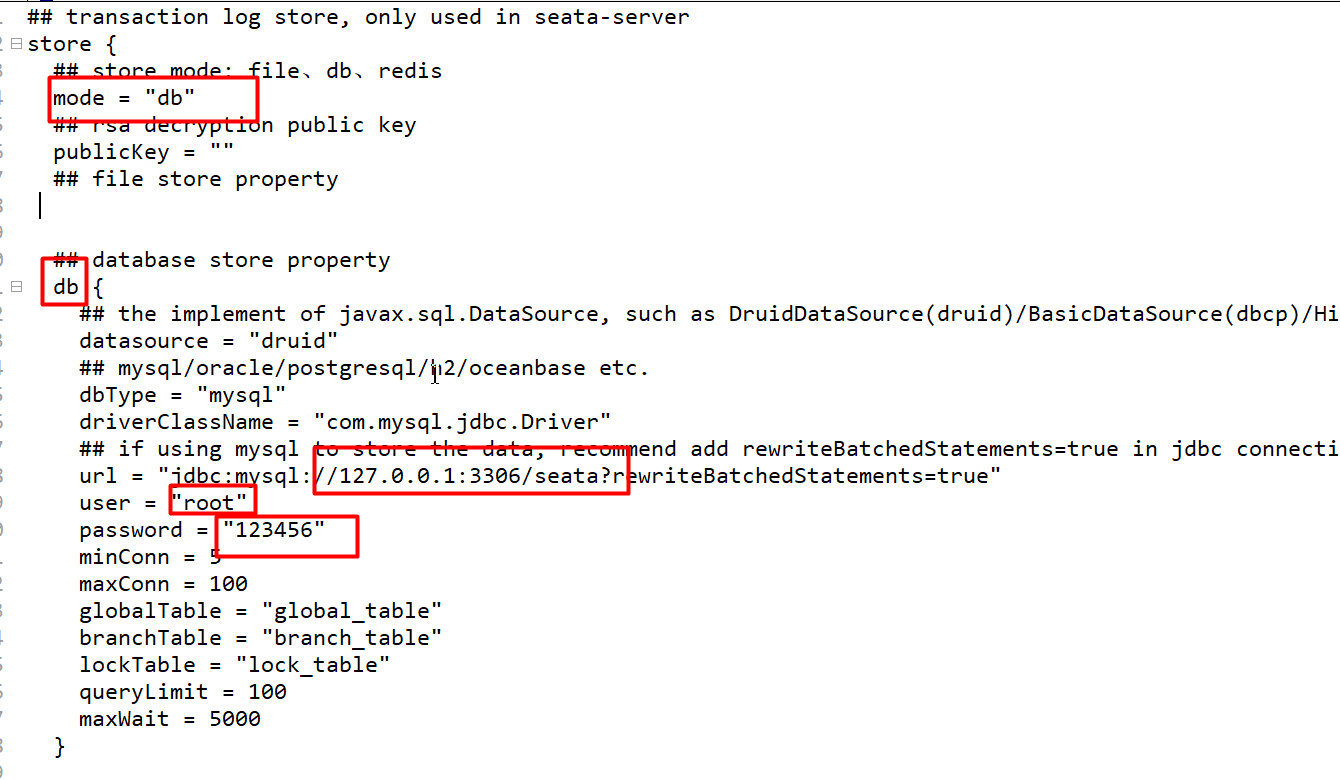 ## transaction log store, only used in seata-server
store {
## store mode: file、db、redis
mode = "db"
## rsa decryption public key
publicKey = ""
## file store property
## database store property
db {
## the implement of javax.sql.DataSource, such as DruidDataSource(druid)/BasicDataSource(dbcp)/Hi
datasource = "druid"
## mysql/oracle/postgresql/h2/oceanbase etc.
dbType = "mysql"
driverClassName = "com.mysql.jdbc.Driver"
## if using mysql to store the data, recommend add rewriteBatchedStatements=true in jdbc connecti
url = "jdbc:mysql://127.0.0.1:3306/seata?rewriteBatchedStatements=true"
user = "root"
password = "123456"
minConn = 5
maxConn = 100
globalTable = "global_table"
branchTable = "branch_table"
lockTable = "lock_table"
queryLimit = 100
maxWait = 5000
}